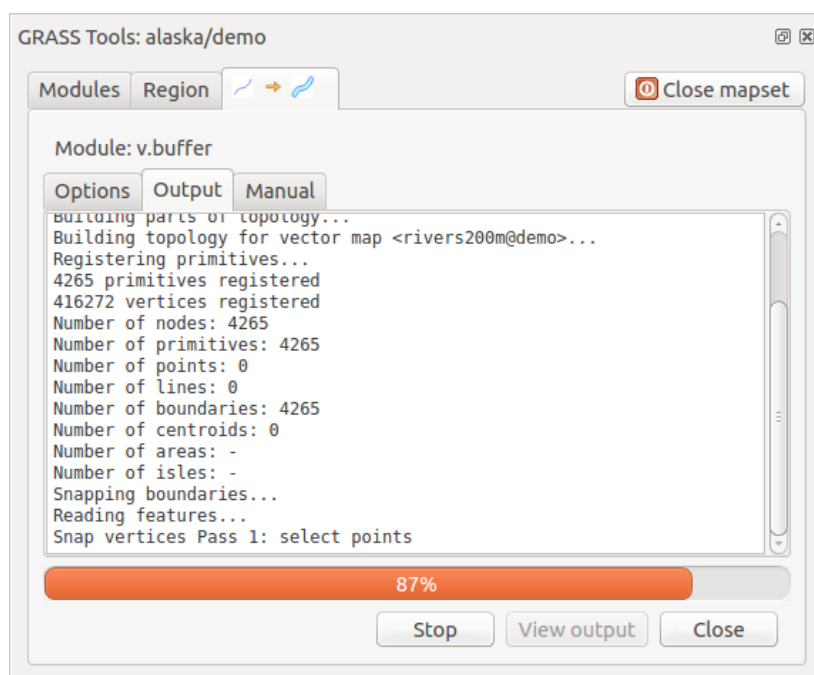 GRASS Tools: alaska/demo
Modules Region Close mapset
Module: v.buffer
Options Output Manual
Building parts of topology...
Building topology for vector map <rivers200m@demo>...
Registering primitives...
4265 primitives registered
416272 vertices registered
Number of nodes: 4265
Number of primitives: 4265
Number of points: 0
Number of lines: 0
Number of boundaries: 4265
Number of centroids: 0
Number of areas: -
Number of isles: -
Snapping boundaries...
Reading features...
Snap vertices Pass 1: select points
87%
Stop View output Close